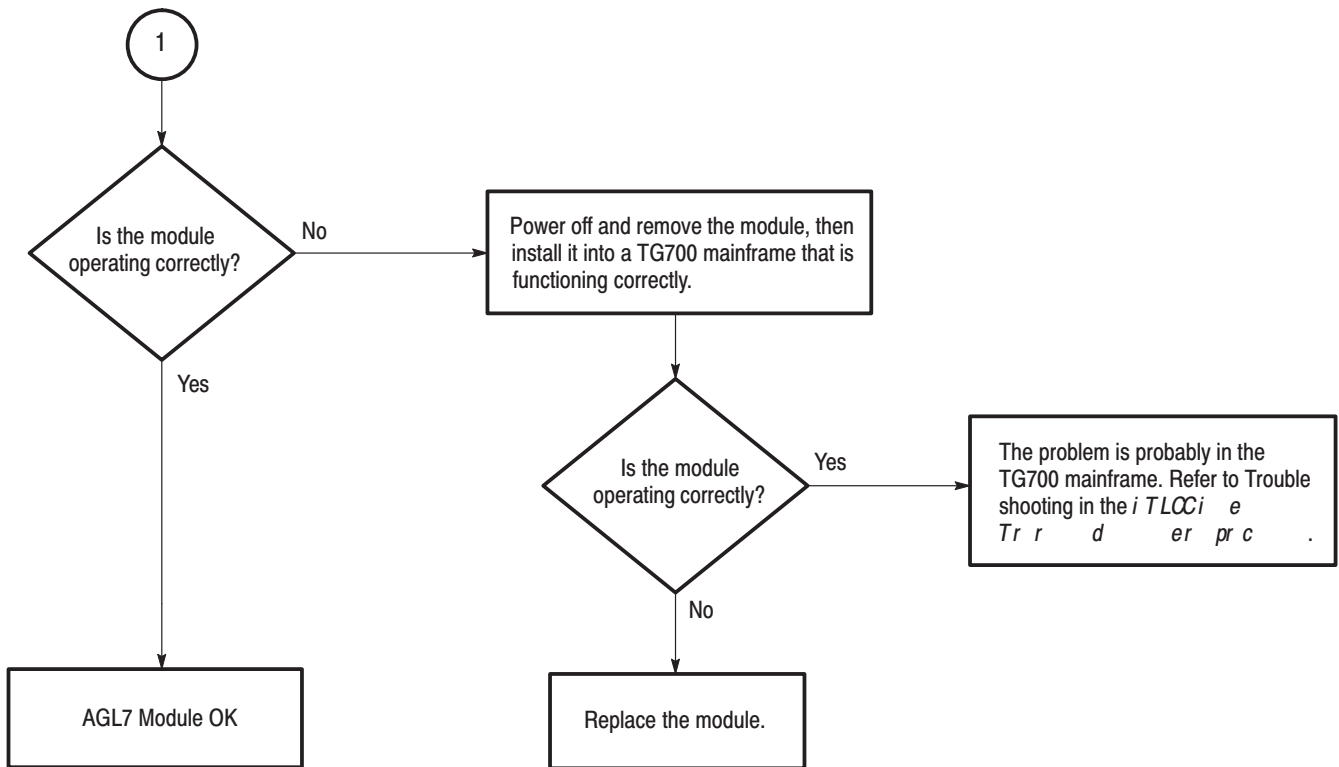 1
Is the module
operating correctly?
No
Power off and remove the module, then
install it into a TG700 mainframe that is
functioning correctly.
Yes
Is the module
operating correctly?
Yes
The problem is probably in the
TG700 mainframe. Refer to Trouble
shooting in the
No
AGL7 Module OK
Replace the module.